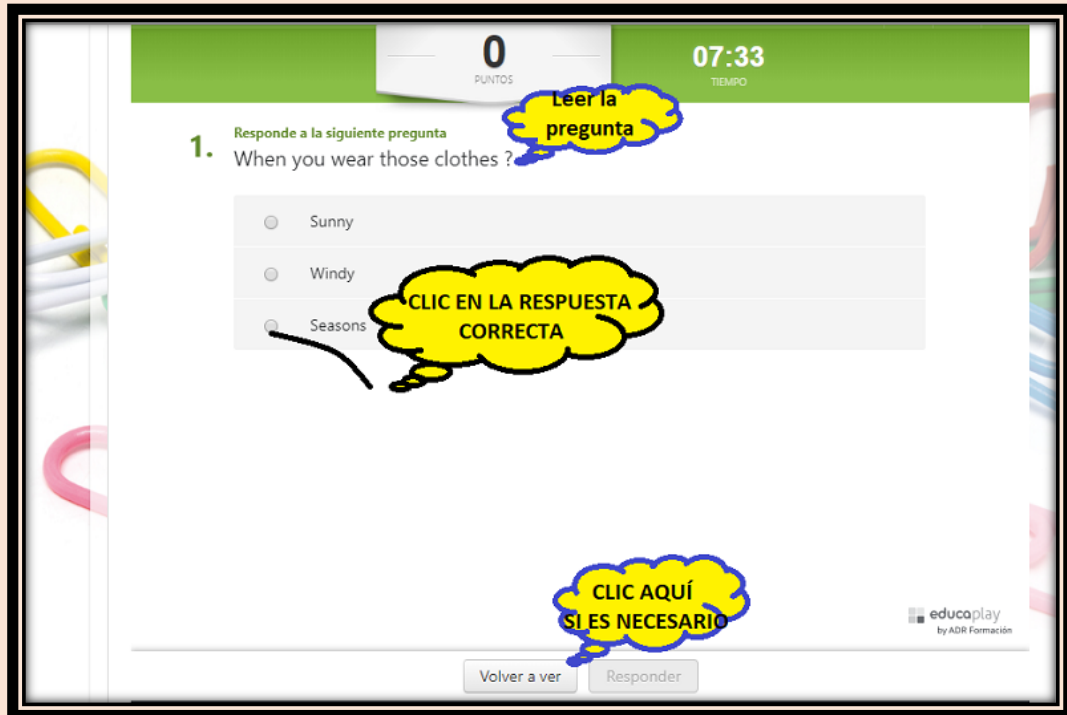 0
PUNTOS
07:33
TIEMPO
Leer la
pregunta
1.
Responde a la siguiente pregunta
When you wear those clothes ?
Sunny
Windy
Seasons
CLIC EN LA RESPUESTA
CORRECTA
CLIC AQUÍ
SI ES NECESARIO
educaplay
by ADR Formación
Volver a ver
Responder